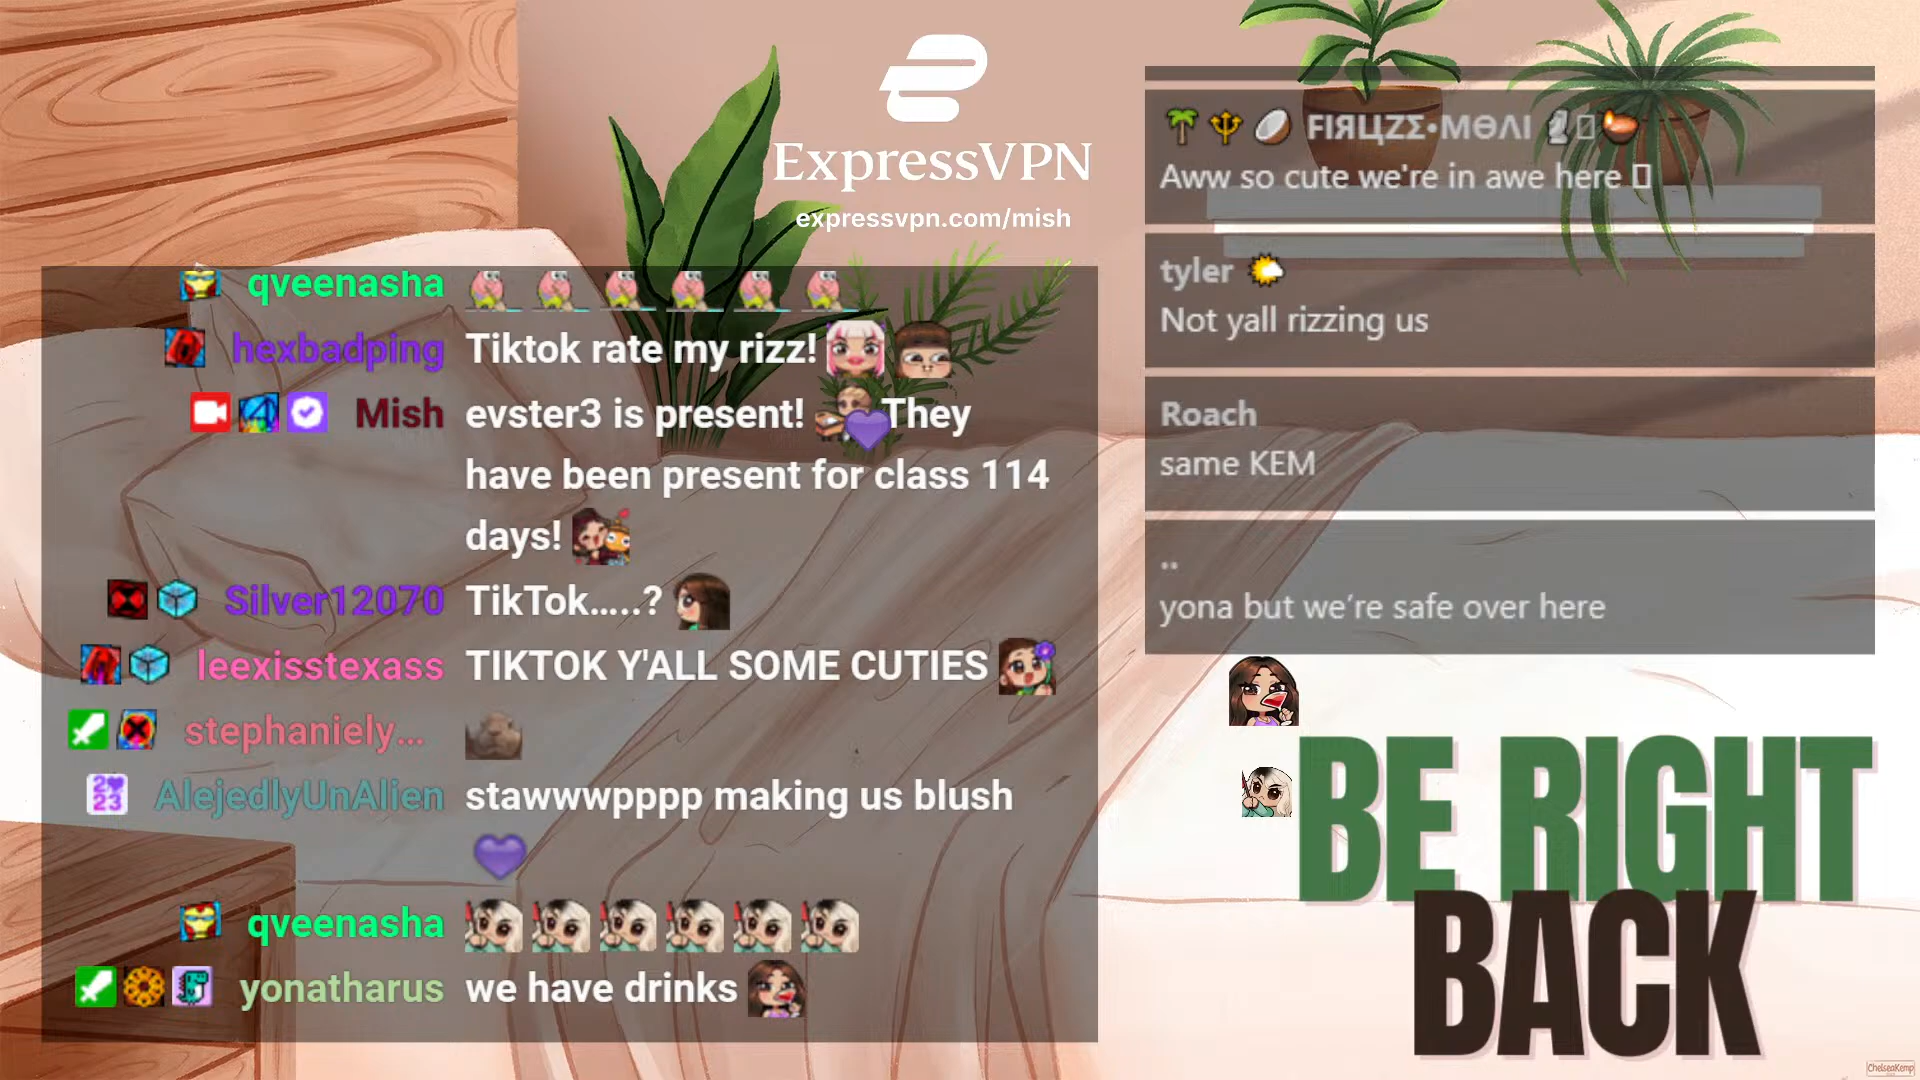 ExpressVPN
expressvpn.com/mish
qveenasha
hexbadping Tiktok rate my rizz!
Mish evster3 is present! They
have been present for class 114
days!
Silver12070 TikTok.....?
leexisstexass TIKTOK Y'ALL SOME CUTIES
stephaniely...
AlejedlyUnAlien stawwwpppp making us blush
qveenasha
yonatharus we have drinks
FIЯЦZΣ•MӨΛI
Aww so cute we're in awe here
tyler
Not yall rizzing us
Roach
same KEM
..
yona but we’re safe over here
BE RIGHT
BACK
ChelseaKemp